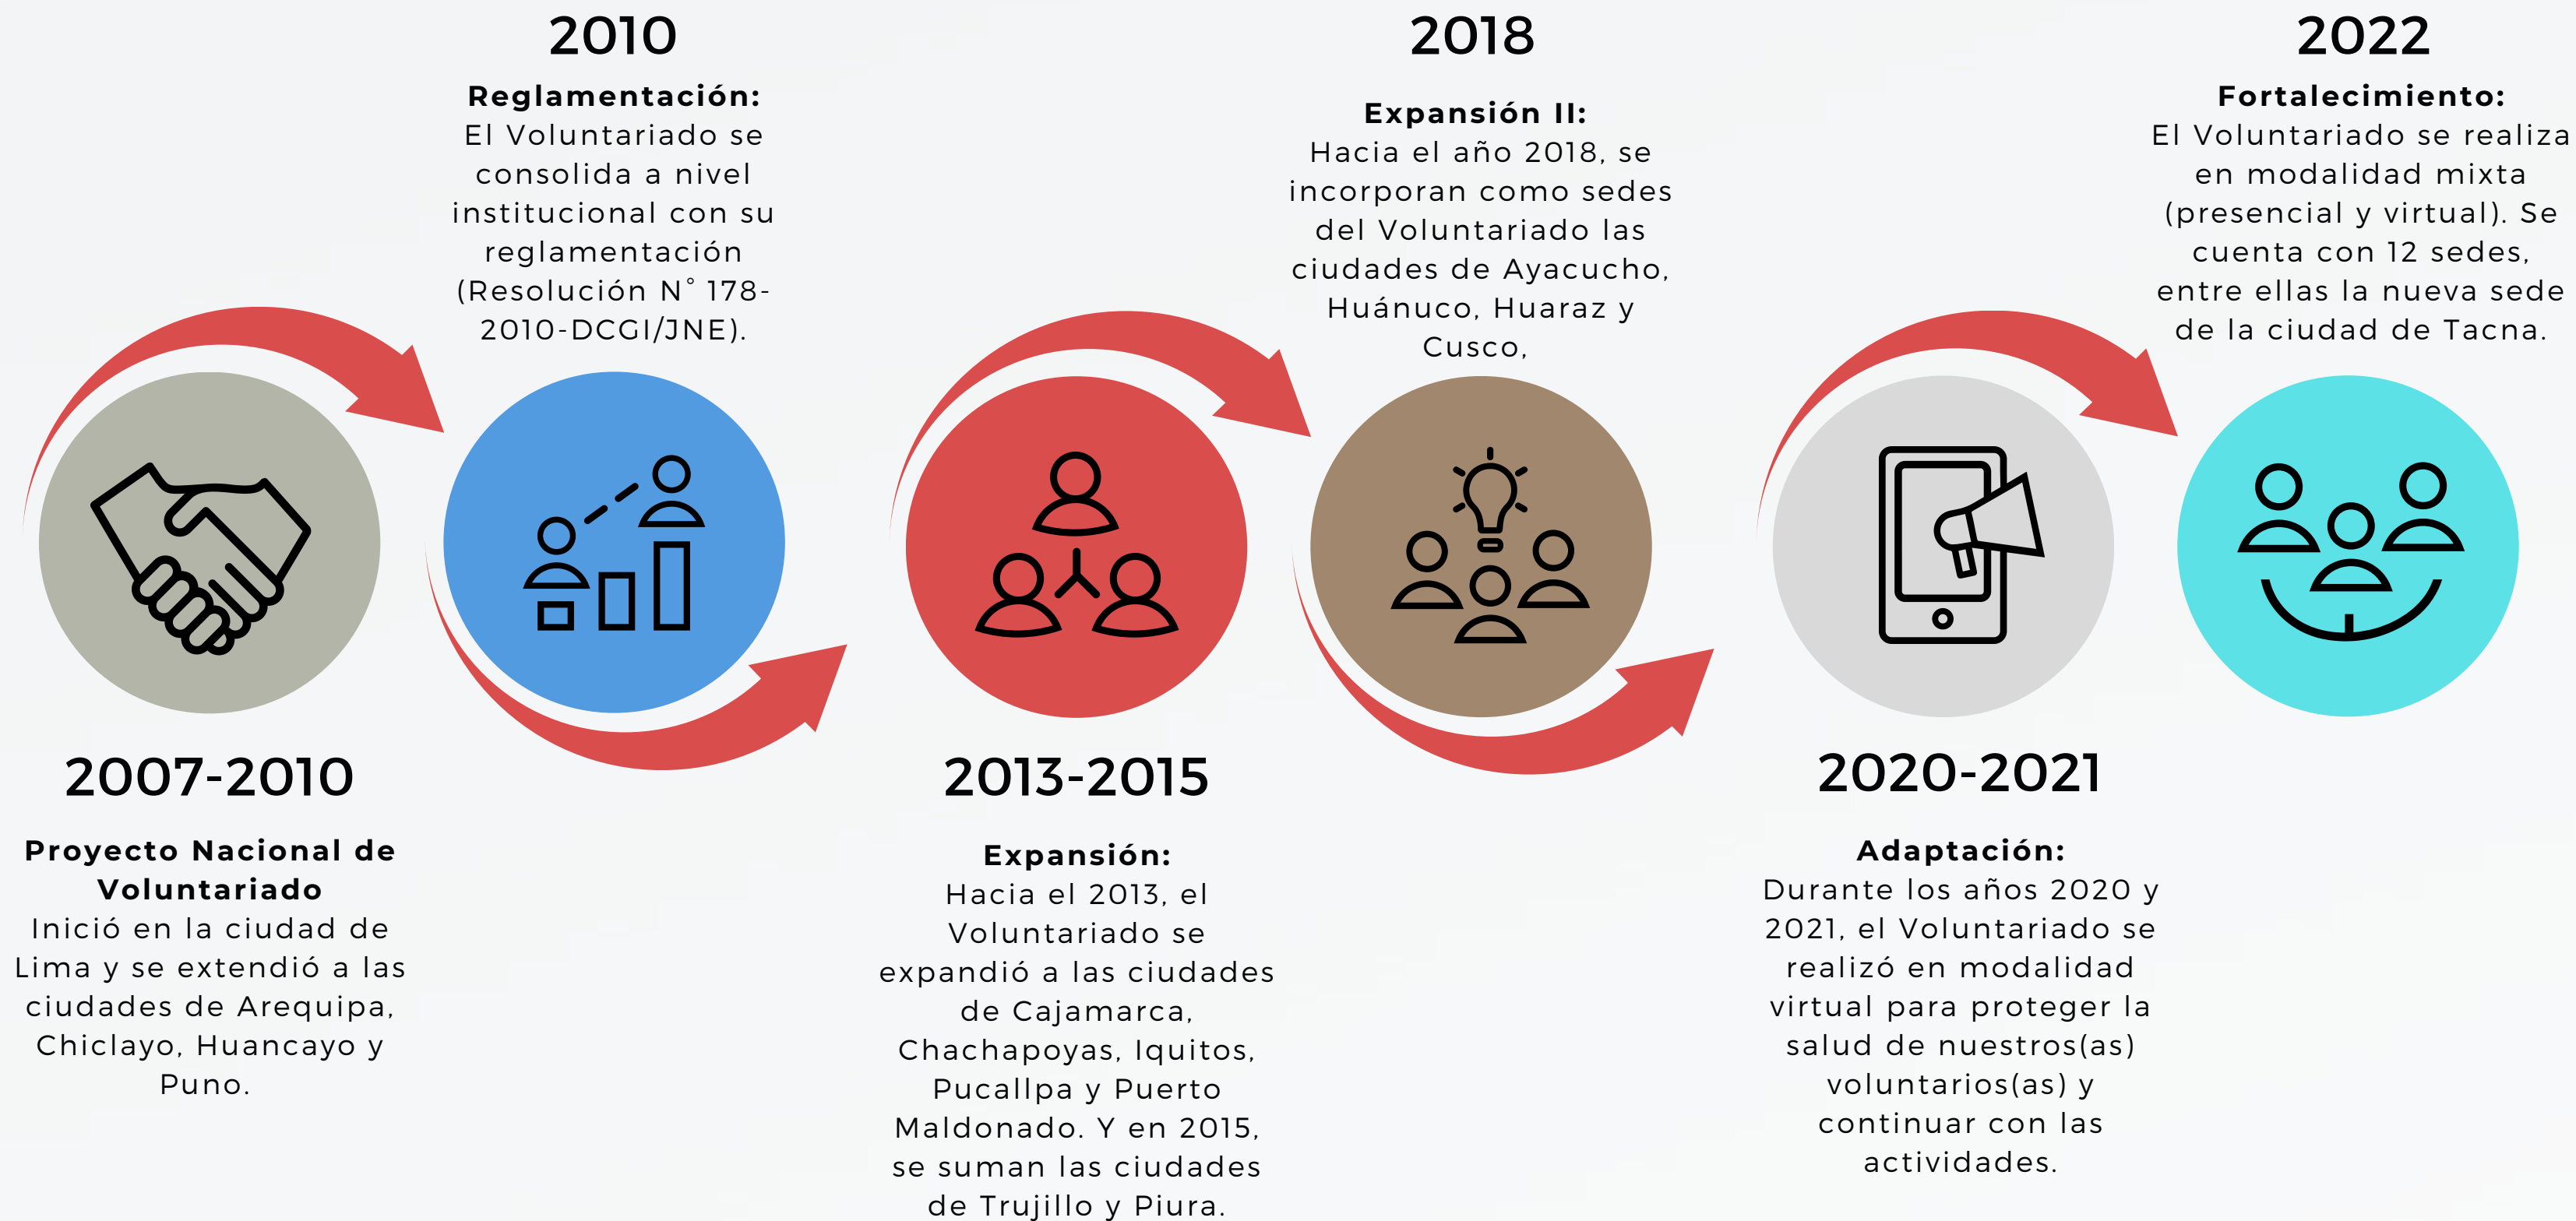 2007-2010
Proyecto Nacional de
Voluntariado
Inició en la ciudad de
Lima y se extendió a las
ciudades de Arequipa,
Chiclayo, Huancayo y
Puno.
2010
Reglamentación:
El Voluntariado se
consolida a nivel
institucional con su
reglamentación
(Resolución N° 178-
2010-DCGI/JNE).
2013-2015
Expansión:
Hacia el 2013, el
Voluntariado se
expandió a las ciudades
de Cajamarca,
Chachapoyas, Iquitos,
Pucallpa y Puerto
Maldonado. Y en 2015,
se suman las ciudades
de Trujillo y Piura.
2018
Expansión II:
Hacia el año 2018, se
incorporan como sedes
del Voluntariado las
ciudades de Ayacucho,
Huánuco, Huaraz y
Cusco,
2020-2021
Adaptación:
Durante los años 2020 y
2021, el Voluntariado se
realizó en modalidad
virtual para proteger la
salud de nuestros(as)
voluntarios(as) y
continuar con las
actividades.
2022
Fortalecimiento:
El Voluntariado se realiza
en modalidad mixta
(presencial y virtual). Se
cuenta con 12 sedes,
entre ellas la nueva sede
de la ciudad de Tacna.